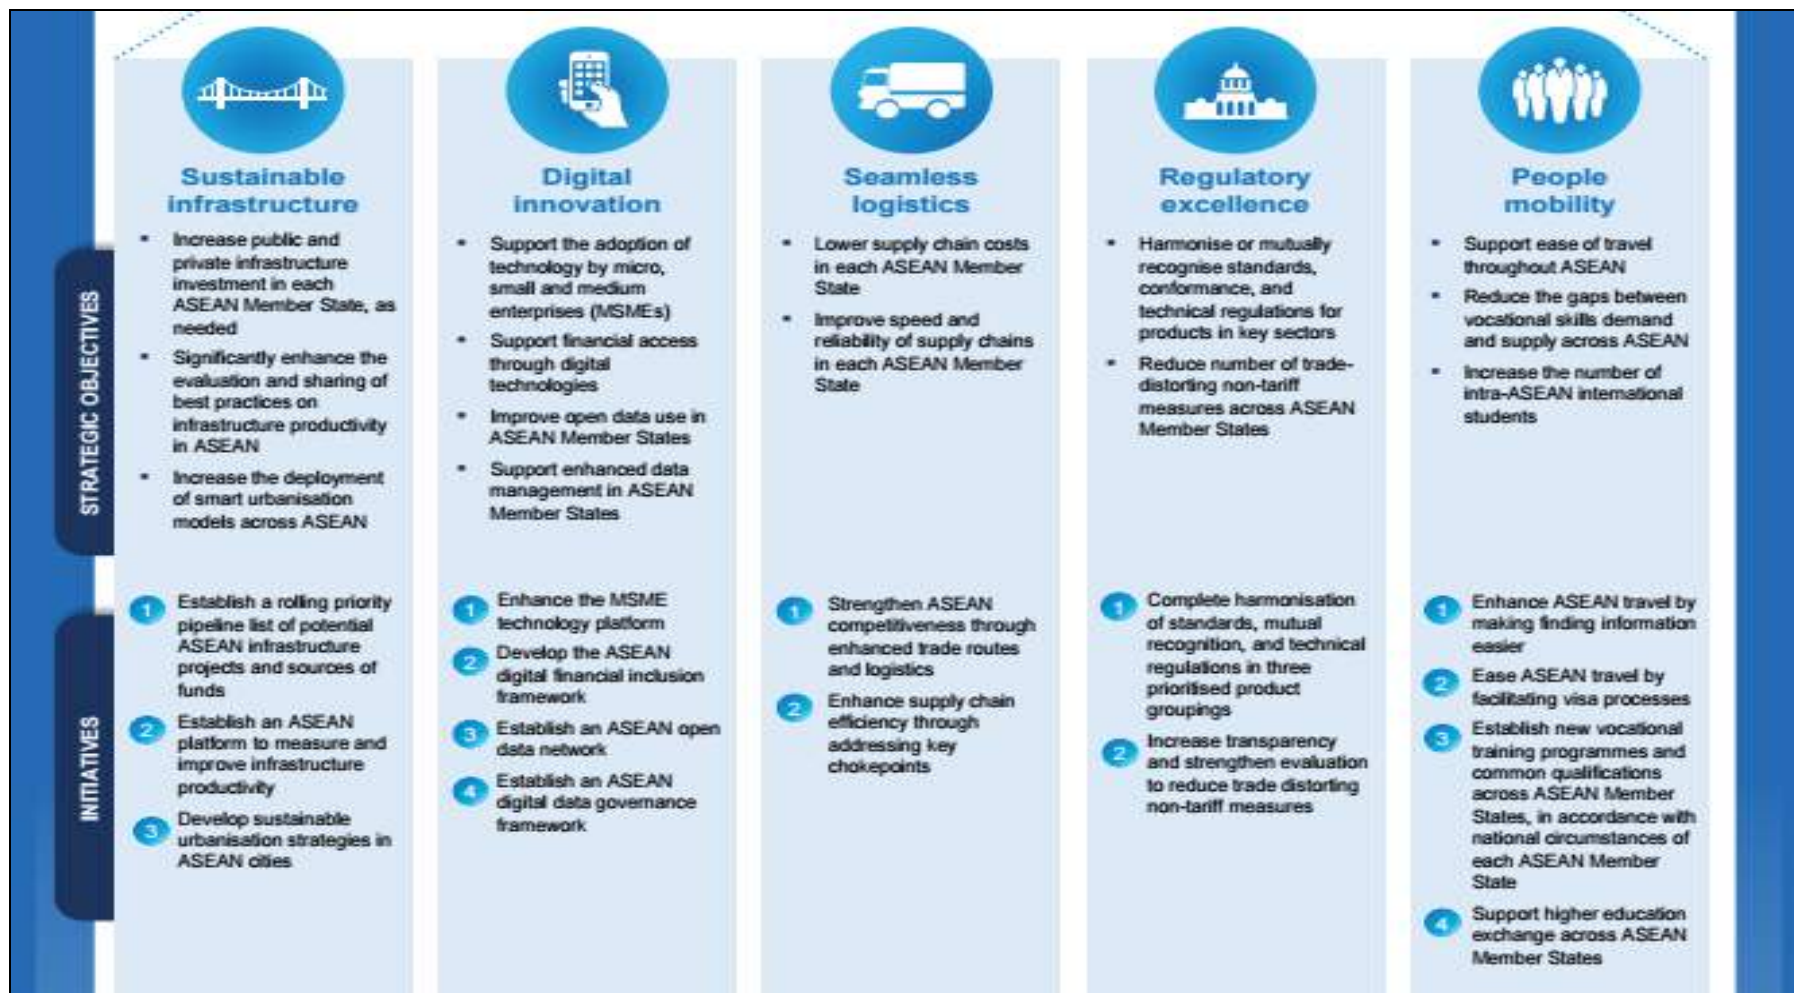 Sustainable
infrastructure
Digital
innovation
Seamless
logistics
Regulatory
excellence
People
mobility
STRATEGIC OBJECTIVES
▪ Increase public and
private infrastructure
investment in each
ASEAN Member State, as
needed
▪ Significantly enhance the
evaluation and sharing of
best practices on
infrastructure productivity
in ASEAN
▪ Increase the deployment
of smart urbanisation
models across ASEAN
▪ Support the adoption of
technology by micro,
small and medium
enterprises (MSMEs)
▪ Support financial access
through digital
technologies
▪ Improve open data use in
ASEAN Member States
▪ Support enhanced data
management in ASEAN
Member States
▪ Lower supply chain costs
in each ASEAN Member
State
▪ Improve speed and
reliability of supply chains
in each ASEAN Member
State
▪ Harmonise or mutually
recognise standards,
conformance, and
technical regulations for
products in key sectors
▪ Reduce number of trade-
distorting non-tariff
measures across ASEAN
Member States
▪ Support ease of travel
throughout ASEAN
▪ Reduce the gaps between
vocational skills demand
and supply across ASEAN
▪ Increase the number of
intra-ASEAN international
students
INITIATIVES
1 Establish a rolling priority
pipeline list of potential
ASEAN infrastructure
projects and sources of
funds
2 Establish an ASEAN
platform to measure and
improve infrastructure
productivity
3 Develop sustainable
urbanisation strategies in
ASEAN cities
1 Enhance the MSME
technology platform
2 Develop the ASEAN
digital financial inclusion
framework
3 Establish an ASEAN open
data network
4 Establish an ASEAN
digital data governance
framework
1 Strengthen ASEAN
competitiveness through
enhanced trade routes
and logistics
2 Enhance supply chain
efficiency through
addressing key
chokepoints
1 Complete harmonisation
of standards, mutual
recognition, and technical
regulations in three
prioritised product
groupings
2 Increase transparency
and strengthen evaluation
to reduce trade distorting
non-tariff measures
1 Enhance ASEAN travel by
making finding information
easier
2 Ease ASEAN travel by
facilitating visa processes
3 Establish new vocational
training programmes and
common qualifications
across ASEAN Member
States, in accordance with
national circumstances of
each ASEAN Member
State
4 Support higher education
exchange across ASEAN
Member States